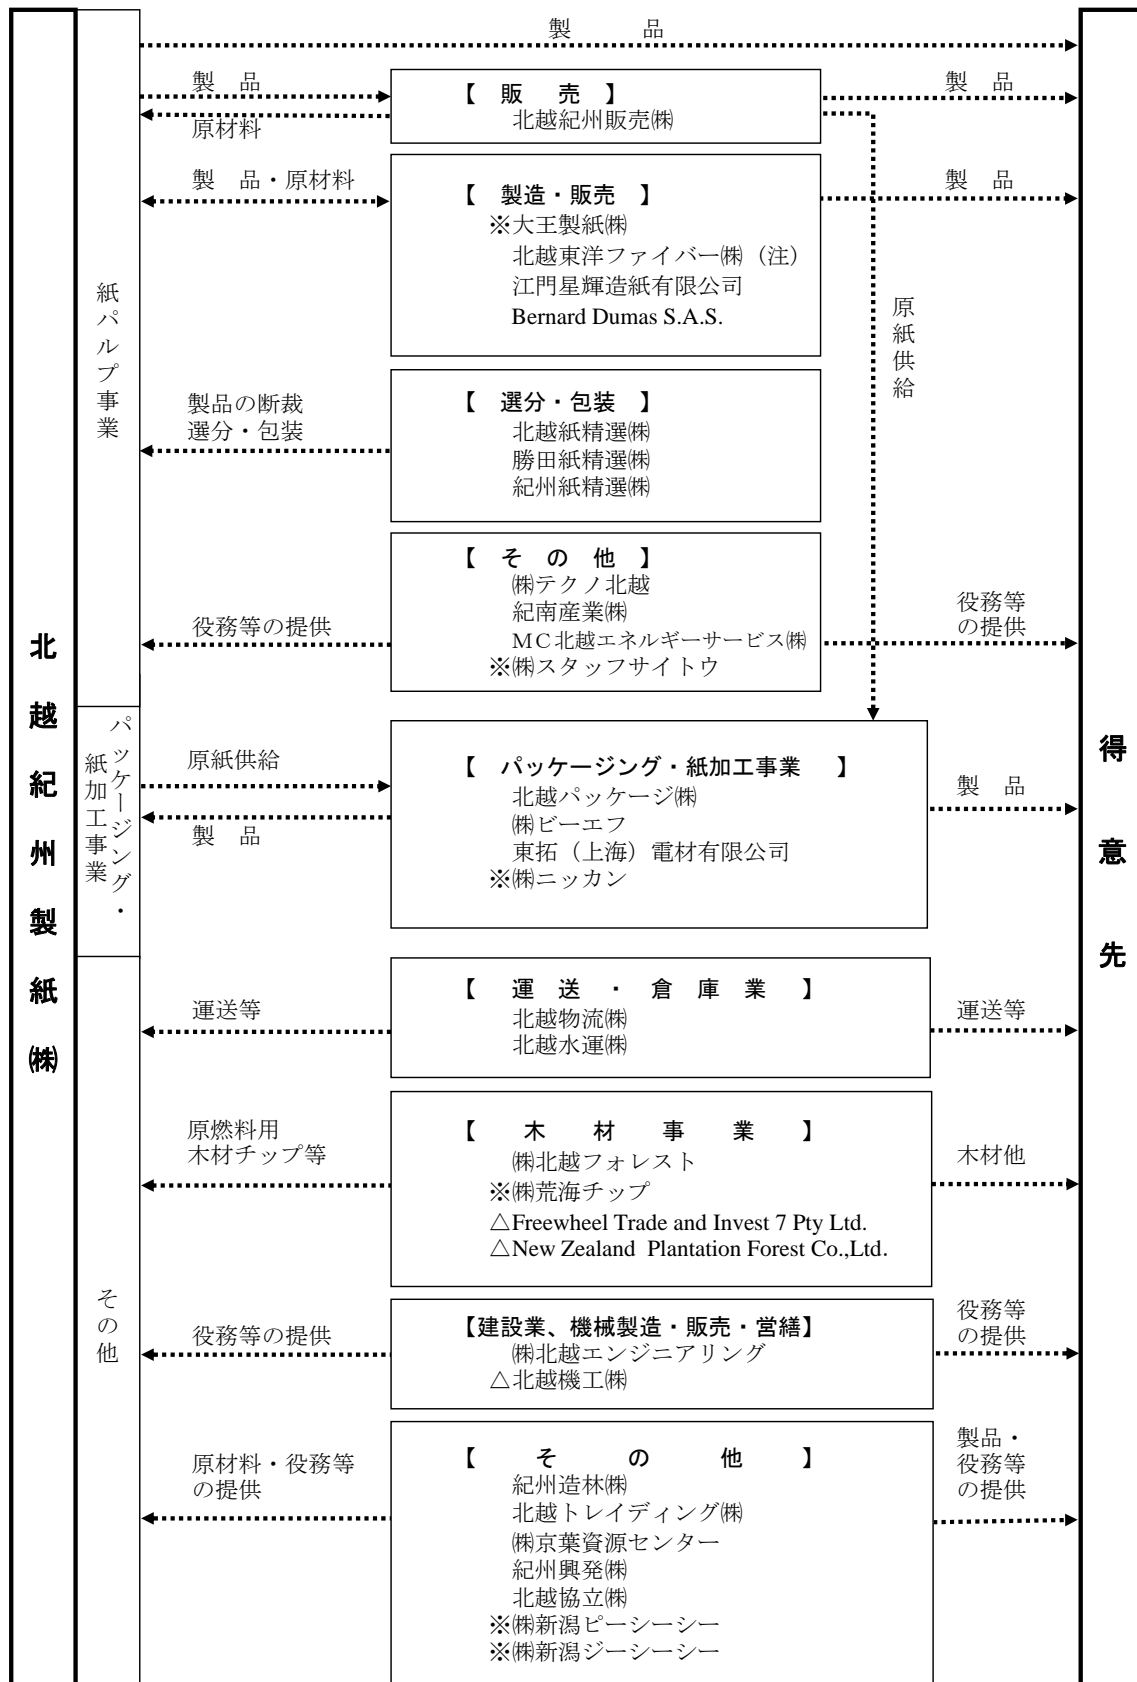 北越紀州製紙㈱
紙パルプ事業
パッケージング・
紙加工事業
その他
製　　品
製　品
原材料
【　販　売　】
北越紀州販売㈱
製　品
製　品・原材料
【　製造・販売　】
※大王製紙㈱
北越東洋ファイバー㈱（注）
江門星輝造紙有限公司
Bernard Dumas S.A.S.
製　品
原紙供給
製品の断裁
選分・包装
【　選分・包装　】
北越紙精選㈱
勝田紙精選㈱
紀州紙精選㈱
役務等の提供
【　そ　の　他　】
㈱テクノ北越
紀南産業㈱
ＭＣ北越エネルギーサービス㈱
※㈱スタッフサイトウ
役務等
の提供
原紙供給
製　品
【　パッケージング・紙加工事業　】
北越パッケージ㈱
㈱ビーエフ
東拓（上海）電材有限公司
※㈱ニッカン
製　品
運送等
【　運　送　・　倉　庫　業　】
北越物流㈱
北越水運㈱
運送等
原燃料用
木材チップ等
【　木　材　事　業　】
㈱北越フォレスト
※㈱荒海チップ
△Freewheel Trade and Invest 7 Pty Ltd.
△New Zealand Plantation Forest Co.,Ltd.
木材他
役務等の提供
【建設業、機械製造・販売・営繕】
㈱北越エンジニアリング
△北越機工㈱
役務等
の提供
原材料・役務等
の提供
【　そ　の　他　】
紀州造林㈱
北越トレイディング㈱
㈱京葉資源センター
紀州興発㈱
北越協立㈱
※㈱新潟ピーシーシー
※㈱新潟ジーシーシー
製品・
役務等
の提供
得意先